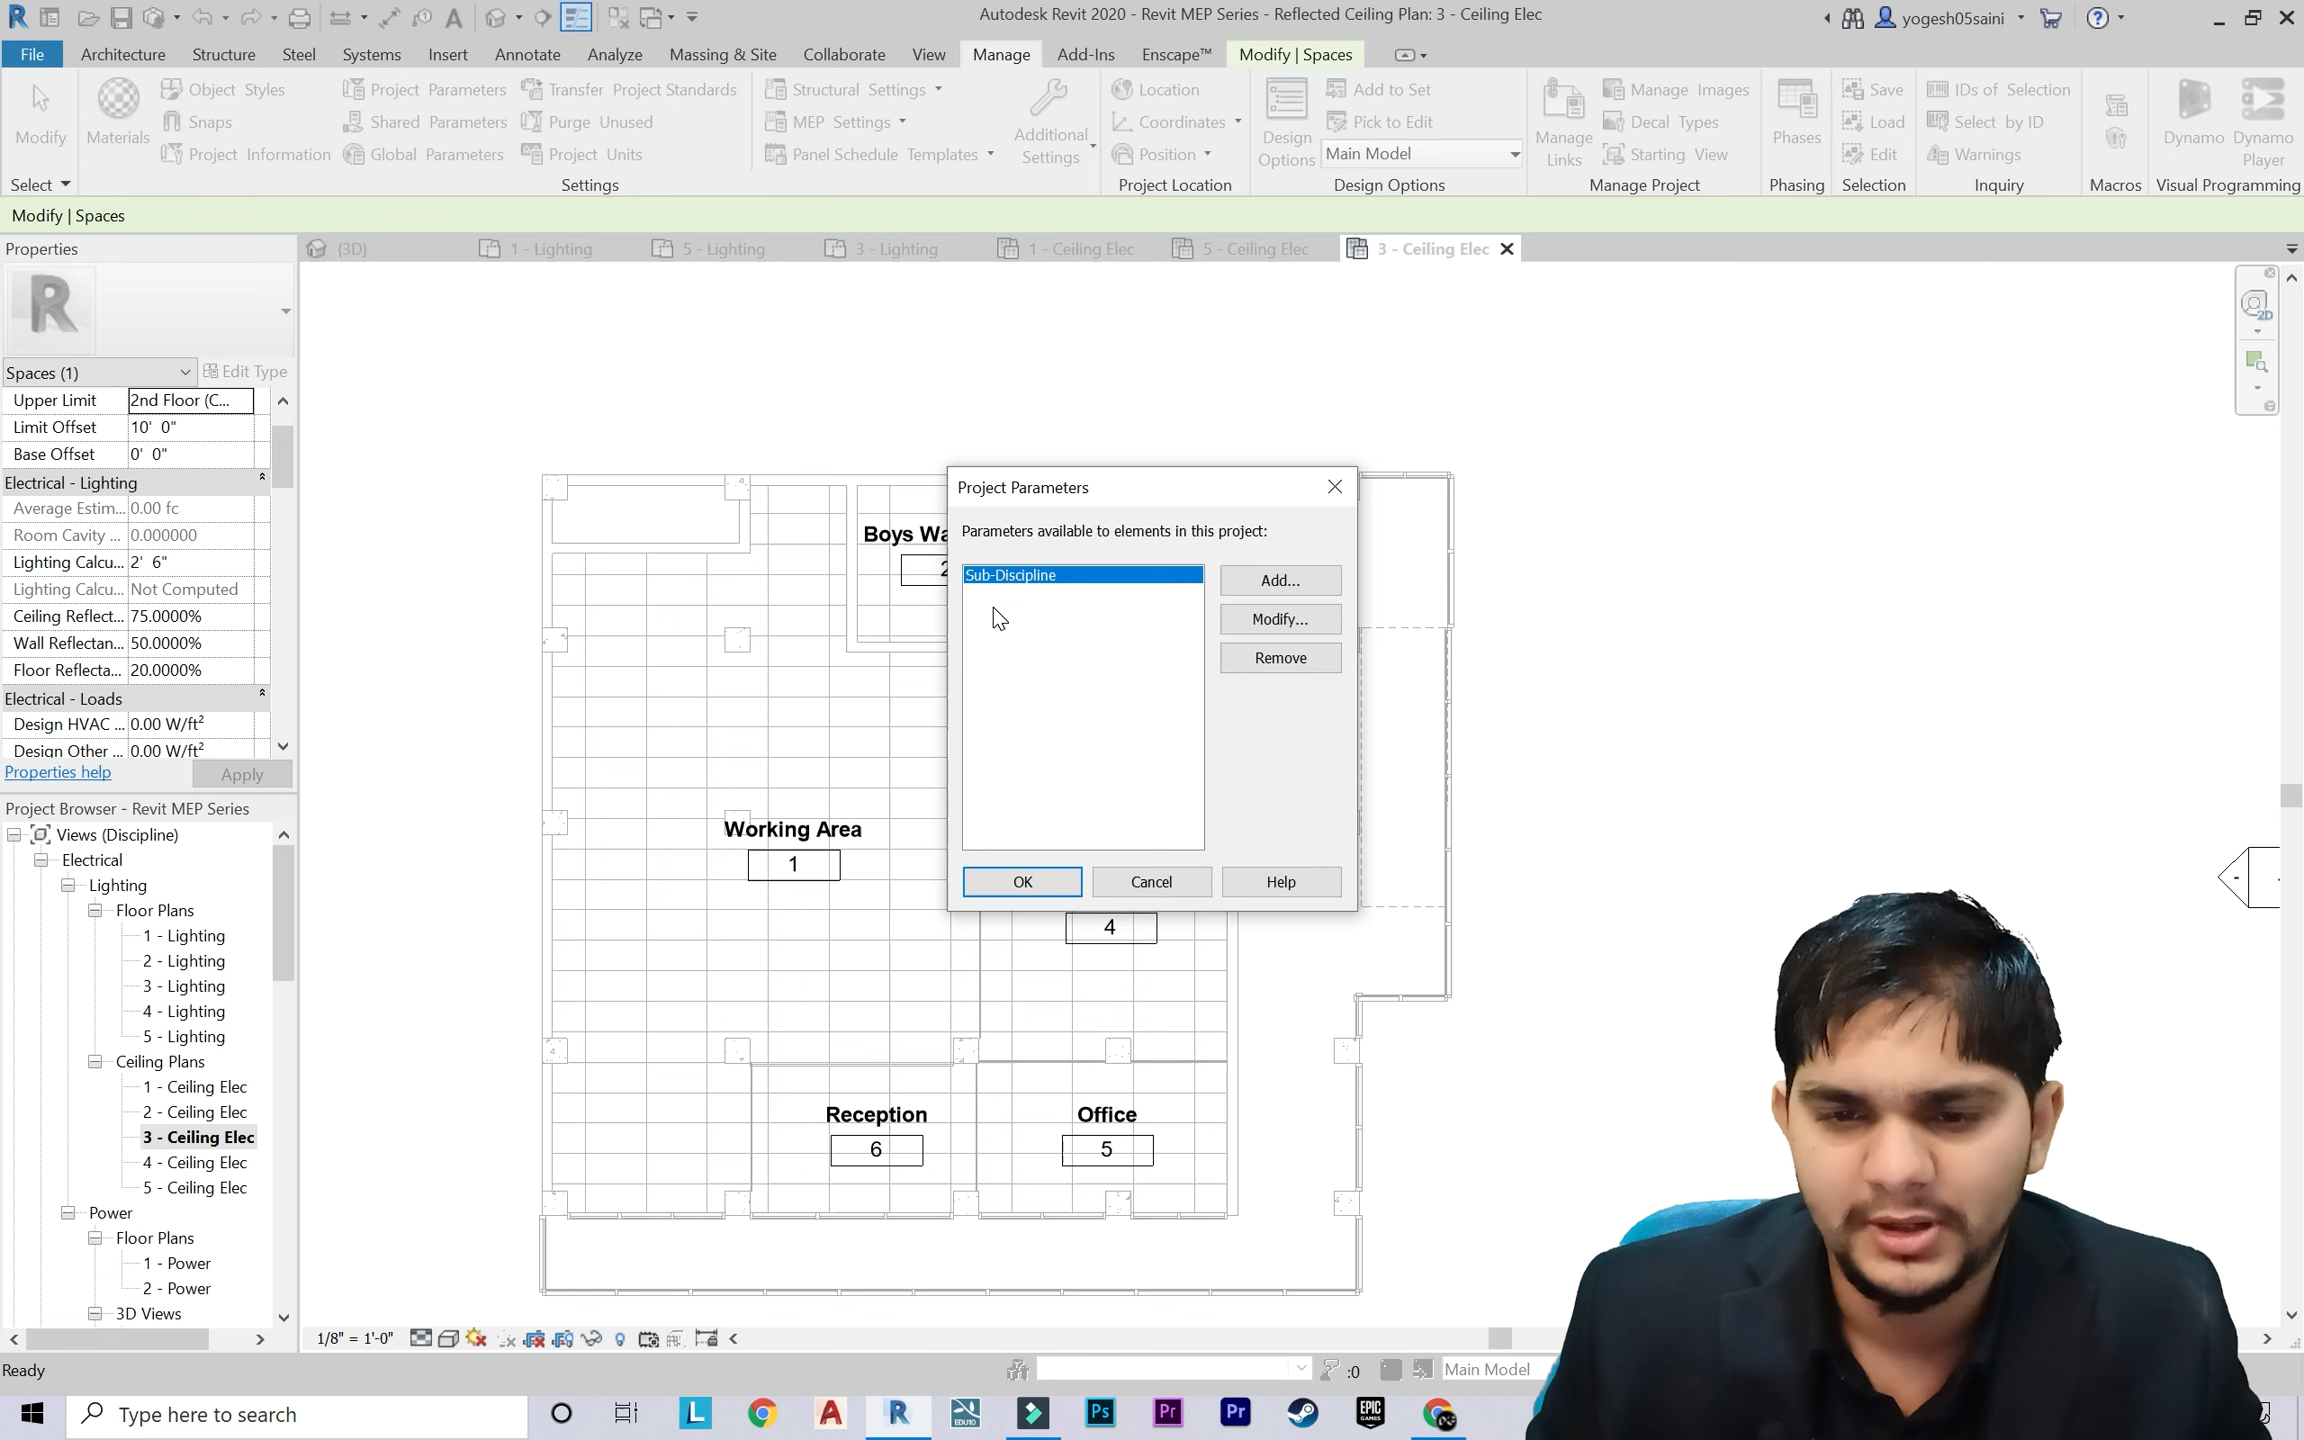 Autodesk Revit 2020 - Revit MEP Series - Reflected Ceiling Plan: 3 - Ceiling Elec
yogesh05saini
File Architecture Structure Steel Systems Insert Annotate Analyze Massing & Site Collaborate View Manage Add-Ins Enscape™ Modify | Spaces
Modify
Materials
Object Styles
Snaps
Project Information
Project Parameters
Shared Parameters
Global Parameters
Transfer Project Standards
Purge Unused
Project Units
Structural Settings
MEP Settings
Panel Schedule Templates
Additional Settings
Location
Coordinates
Position
Design Options
Add to Set
Pick to Edit
Main Model
Manage Links
Manage Images
Decal Types
Starting View
Phases
Save
Load
Edit
IDs of Selection
Select by ID
Warnings
Dynamo
Dynamo Player
Select Settings Project Location Design Options Manage Project Phasing Selection Inquiry Macros Visual Programming
Modify | Spaces
Properties
{3D} 1 - Lighting 5 - Lighting 3 - Lighting 1 - Ceiling Elec 5 - Ceiling Elec 3 - Ceiling Elec
R
2D
Spaces (1) Edit Type
Upper Limit 2nd Floor (C...
Limit Offset 10' 0"
Base Offset 0' 0"
Electrical - Lighting
Average Estim... 0.00 fc
Room Cavity ... 0.000000
Lighting Calcu... 2' 6"
Lighting Calcu... Not Computed
Ceiling Reflect... 75.0000%
Wall Reflectan... 50.0000%
Floor Reflecta... 20.0000%
Electrical - Loads
Design HVAC ... 0.00 W/ft²
Design Other ... 0.00 W/ft²
Properties help Apply
Project Browser - Revit MEP Series
Views (Discipline)
Electrical
Lighting
Floor Plans
1 - Lighting
2 - Lighting
3 - Lighting
4 - Lighting
5 - Lighting
Ceiling Plans
1 - Ceiling Elec
2 - Ceiling Elec
3 - Ceiling Elec
4 - Ceiling Elec
5 - Ceiling Elec
Power
Floor Plans
1 - Power
2 - Power
3D Views
Boys Wa
2
Working Area
1
4
Reception
6
Office
5
Project Parameters
Parameters available to elements in this project:
Sub-Discipline
Add...
Modify...
Remove
OK Cancel Help
1/8" = 1'-0"
Ready
:0
Main Model
Type here to search
L
A
R
EDU10
Ps
Pr
Pr
EPIC GAMES